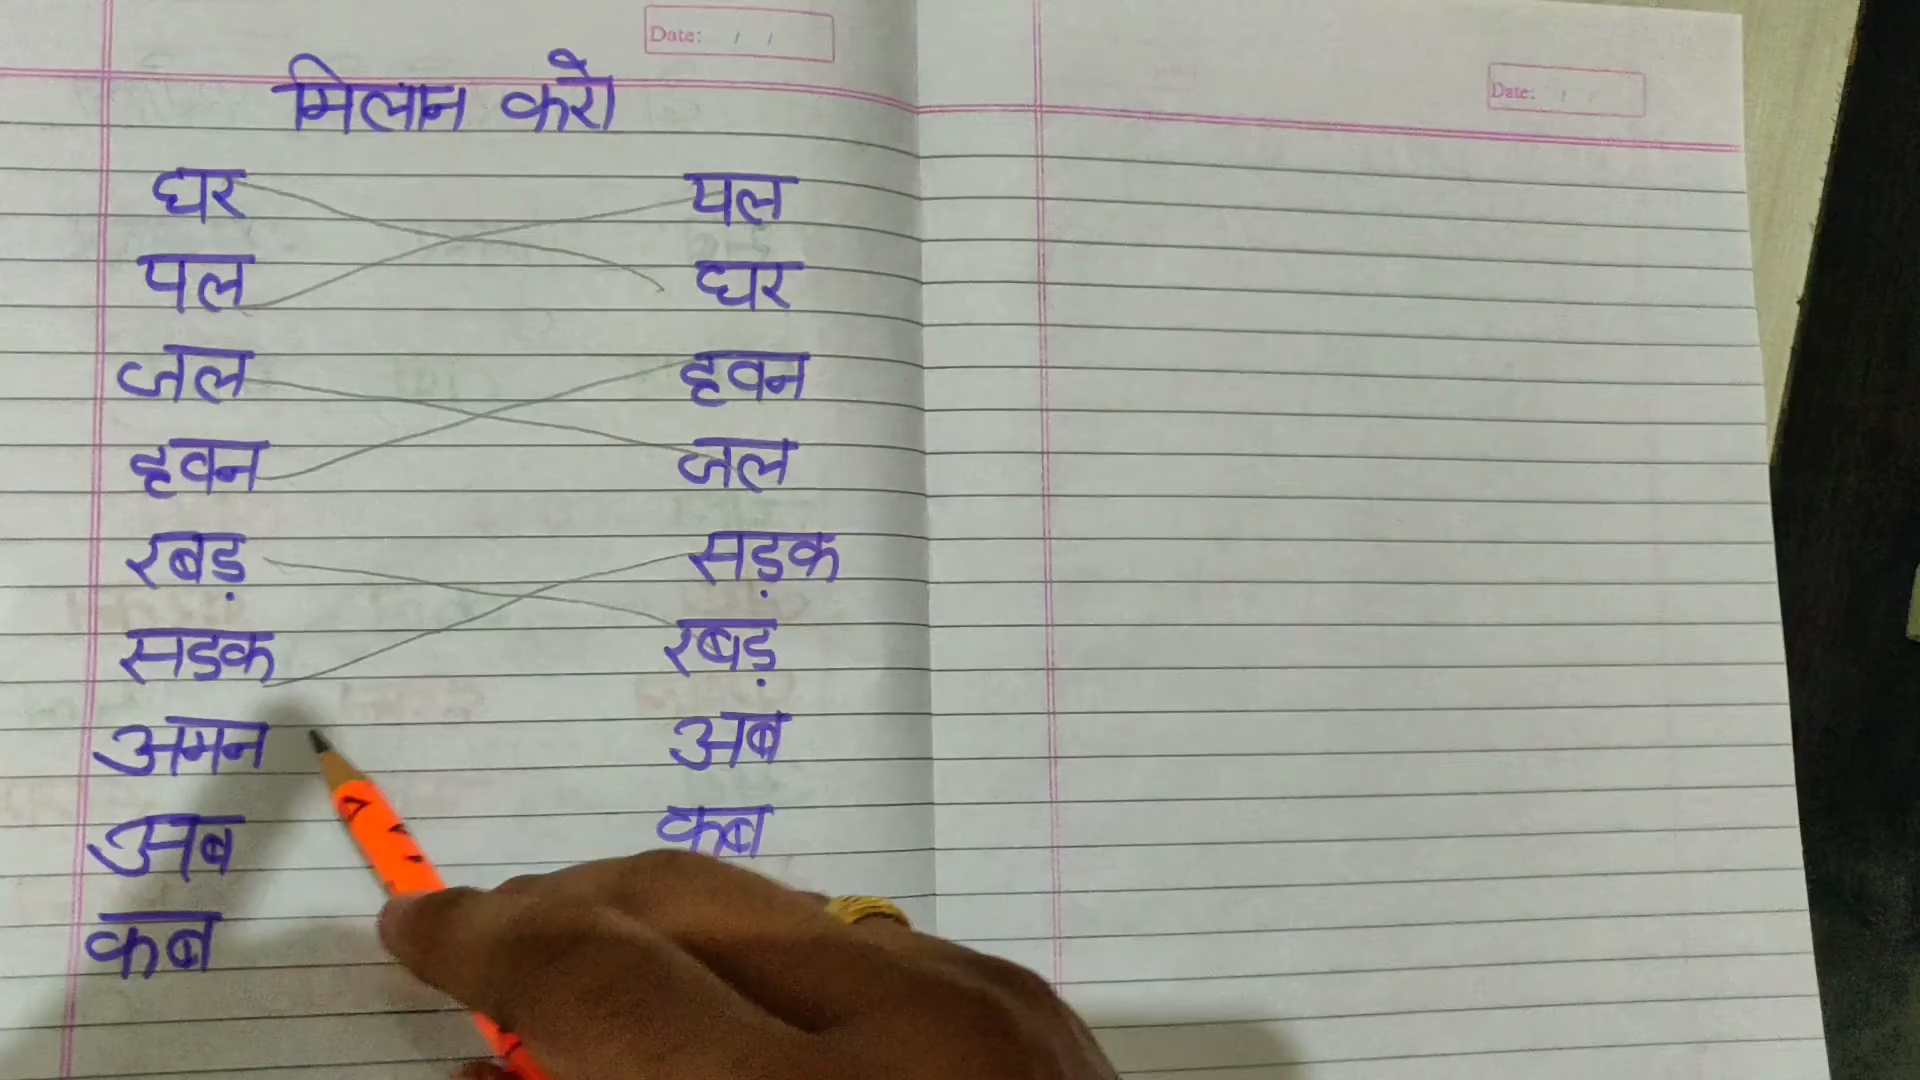 Date: / /
Date: / /
मिलान करो
घर पल
पल घर
जल हवन
हवन जल
रबड़ सड़क
सडक रबड़
अमन अब
अब कब
कब